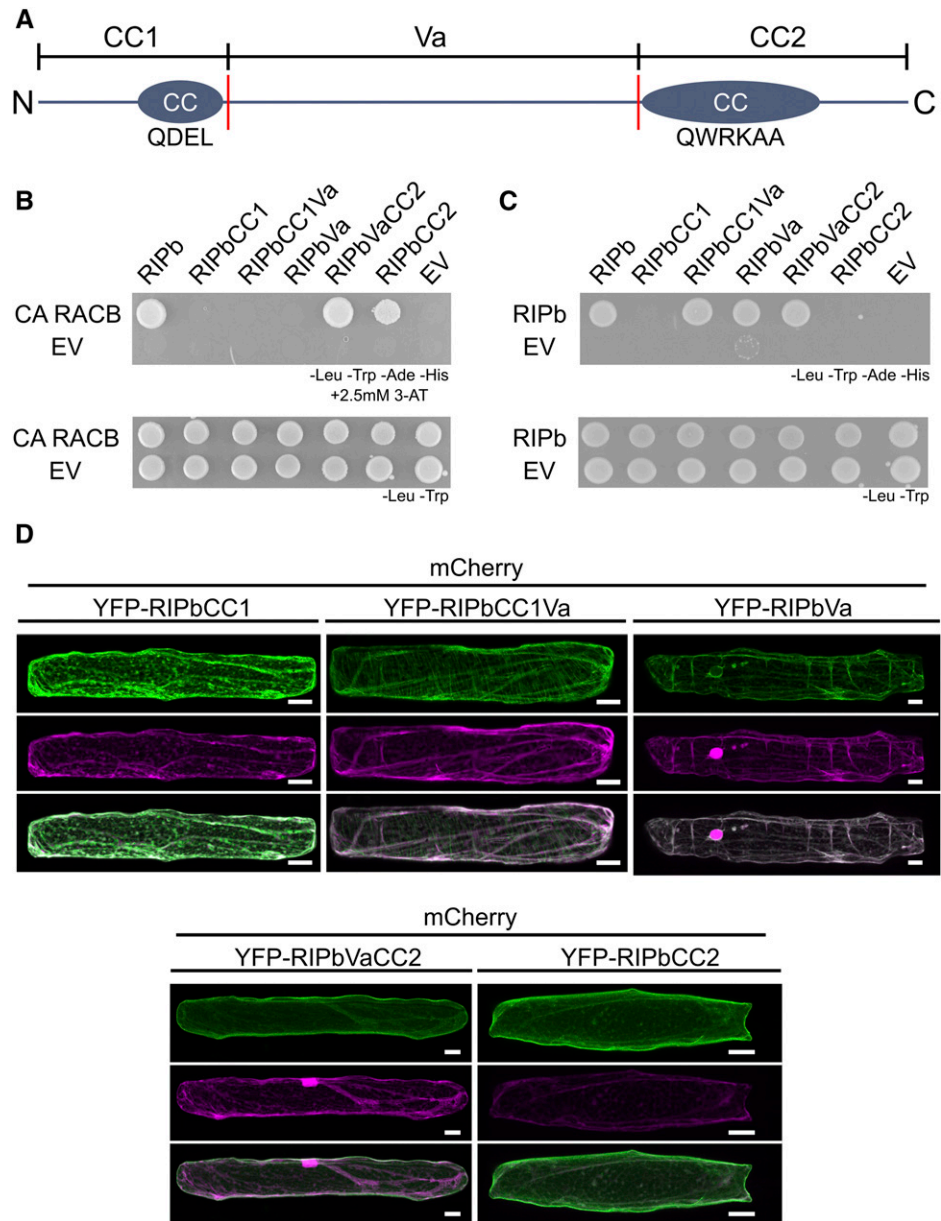 A
CC1 Va CC2
N CC CC C
QDEL QWRKAA
B
RIPb RIPbCC1 RIPbCC1Va RIPbVa RIPbVaCC2 RIPbCC2 EV
CA RACB
EV
-Leu -Trp -Ade -His
+2.5mM 3-AT
CA RACB
EV
-Leu -Trp
C
RIPb RIPbCC1 RIPbCC1Va RIPbVa RIPbVaCC2 RIPbCC2 EV
RIPb
EV
-Leu -Trp -Ade -His
RIPb
EV
-Leu -Trp
D
mCherry
YFP-RIPbCC1 YFP-RIPbCC1Va YFP-RIPbVa
mCherry
YFP-RIPbVaCC2 YFP-RIPbCC2